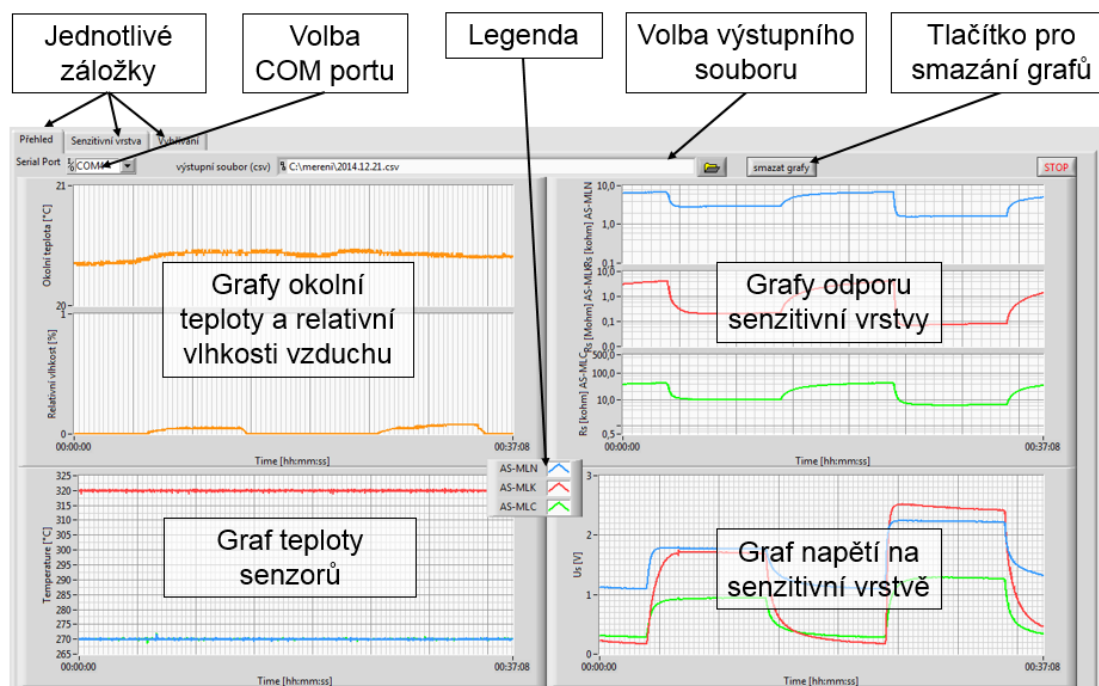 Jednotlivé
záložky
Volba
COM portu
Legenda
Volba výstupního
souboru
Tlačítko pro
smazání grafů
Přehled
Senzitivní vrstva
Vyhřívání
Serial Port
COM4
výstupní soubor (csv)
C:\mereni\2014.12.21.csv
smazat grafy
STOP
Okolní teplota [°C]
21
20
Relativní vlhkost [%]
1
0
00:00:00
00:37:08
Time [hh:mm:ss]
Grafy okolní
teploty a relativní
vlhkosti vzduchu
Rs [kohm] AS-MLN
10,0
1,0
0,1
Rs [Mohm] AS-MLK
10,0
1,0
0,1
0,0
Rs [kohm] AS-MLC
500,0
100,0
10,0
0,5
00:00:00
00:37:08
Time [hh:mm:ss]
Grafy odporu
senzitivní vrstvy
AS-MLN
AS-MLK
AS-MLC
Temperature [°C]
325
320
315
310
305
300
295
290
285
280
275
270
265
00:00:00
00:37:08
Time [hh:mm:ss]
Graf teploty
senzorů
Us [V]
3
2
1
0
00:00:00
00:37:08
Time [hh:mm:ss]
Graf napětí na
senzitivní vrstvě